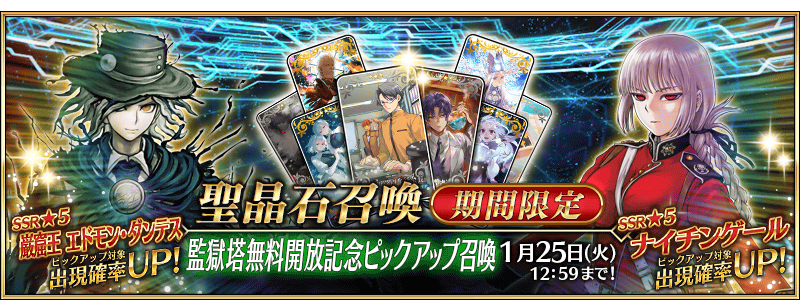 聖晶石召喚 期間限定
SSR★5
巌窟王 エドモン・ダンテス
ピックアップ対象
出現確率UP!
監獄塔無料開放記念ピックアップ召喚 1月25日(火)
12:59まで!
SSR★5
ナイチンゲール
ピックアップ対象
出現確率UP!